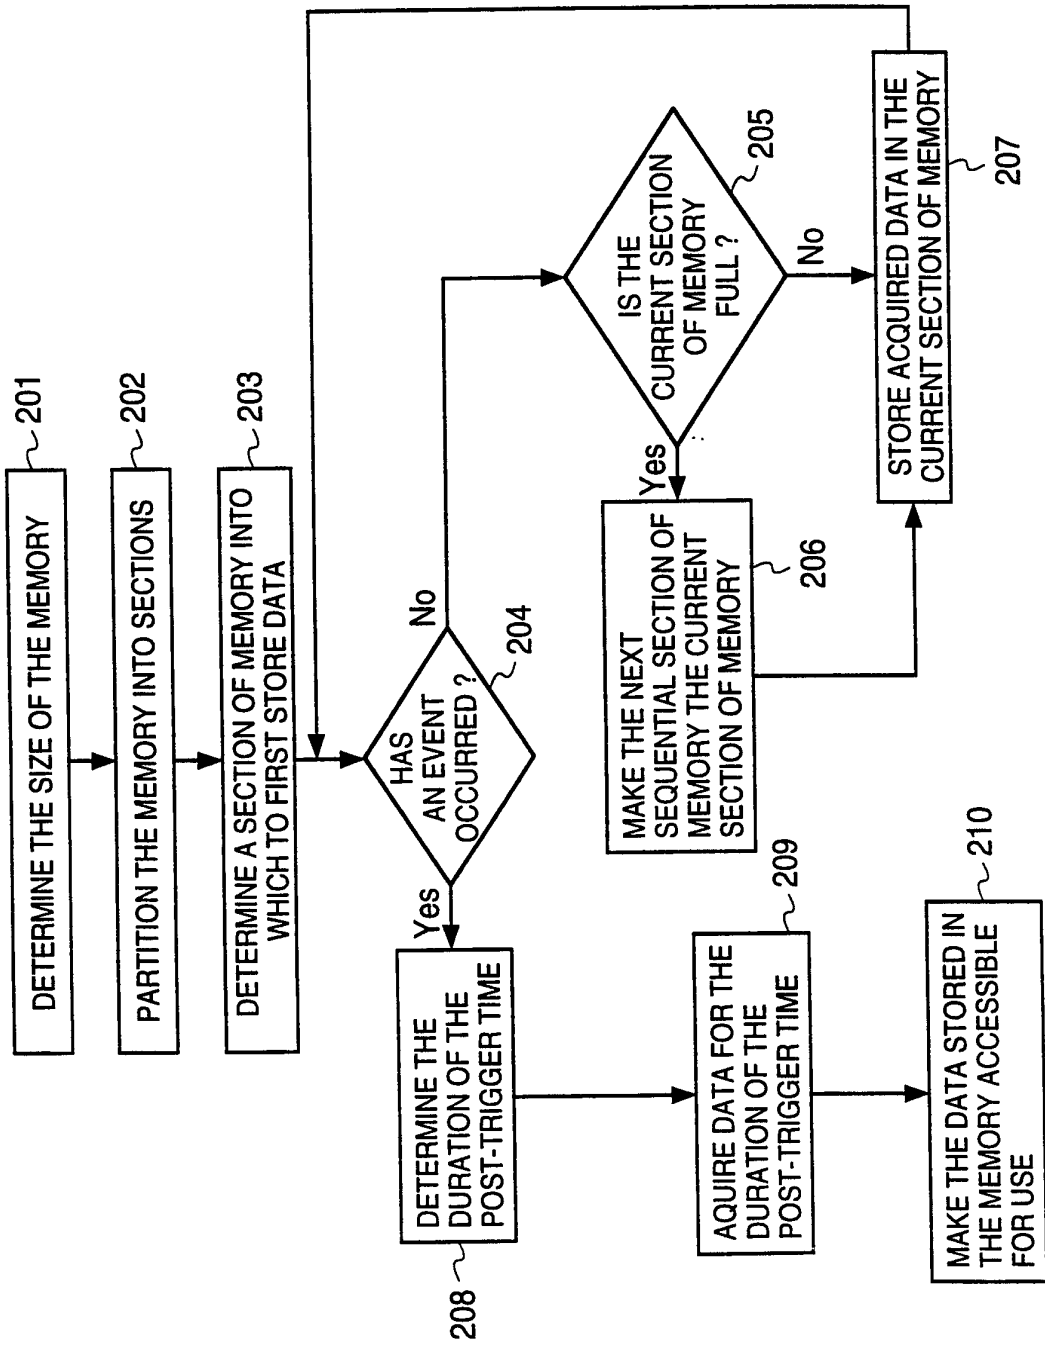 DETERMINE THE SIZE OF THE MEMORY
201
PARTITION THE MEMORY INTO SECTIONS
202
DETERMINE A SECTION OF MEMORY INTO
WHICH TO FIRST STORE DATA
203
HAS
AN EVENT
OCCURRED ?
204
Yes
No
IS THE
CURRENT SECTION
OF MEMORY
FULL ?
205
Yes
No
MAKE THE NEXT
SEQUENTIAL SECTION OF
MEMORY THE CURRENT
SECTION OF MEMORY
206
STORE ACQUIRED DATA IN THE
CURRENT SECTION OF MEMORY
207
DETERMINE THE
DURATION OF THE
POST-TRIGGER TIME
208
AQUIRE DATA FOR THE
DURATION OF THE
POST-TRIGGER TIME
209
MAKE THE DATA STORED IN
THE MEMORY ACCESSIBLE
FOR USE
210